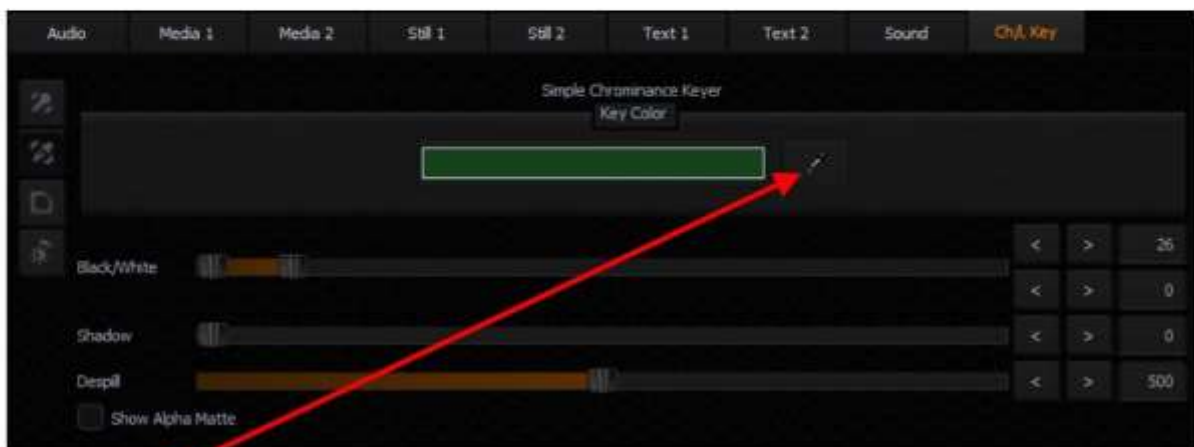 Audio Media 1 Media 2 Still 1 Still 2 Text 1 Text 2 Sound Ch/L Key
Simple Chrominance Keyer
Key Color
Black/White < > 26
< > 0
Shadow < > 0
Despill < > 500
Show Alpha Matte